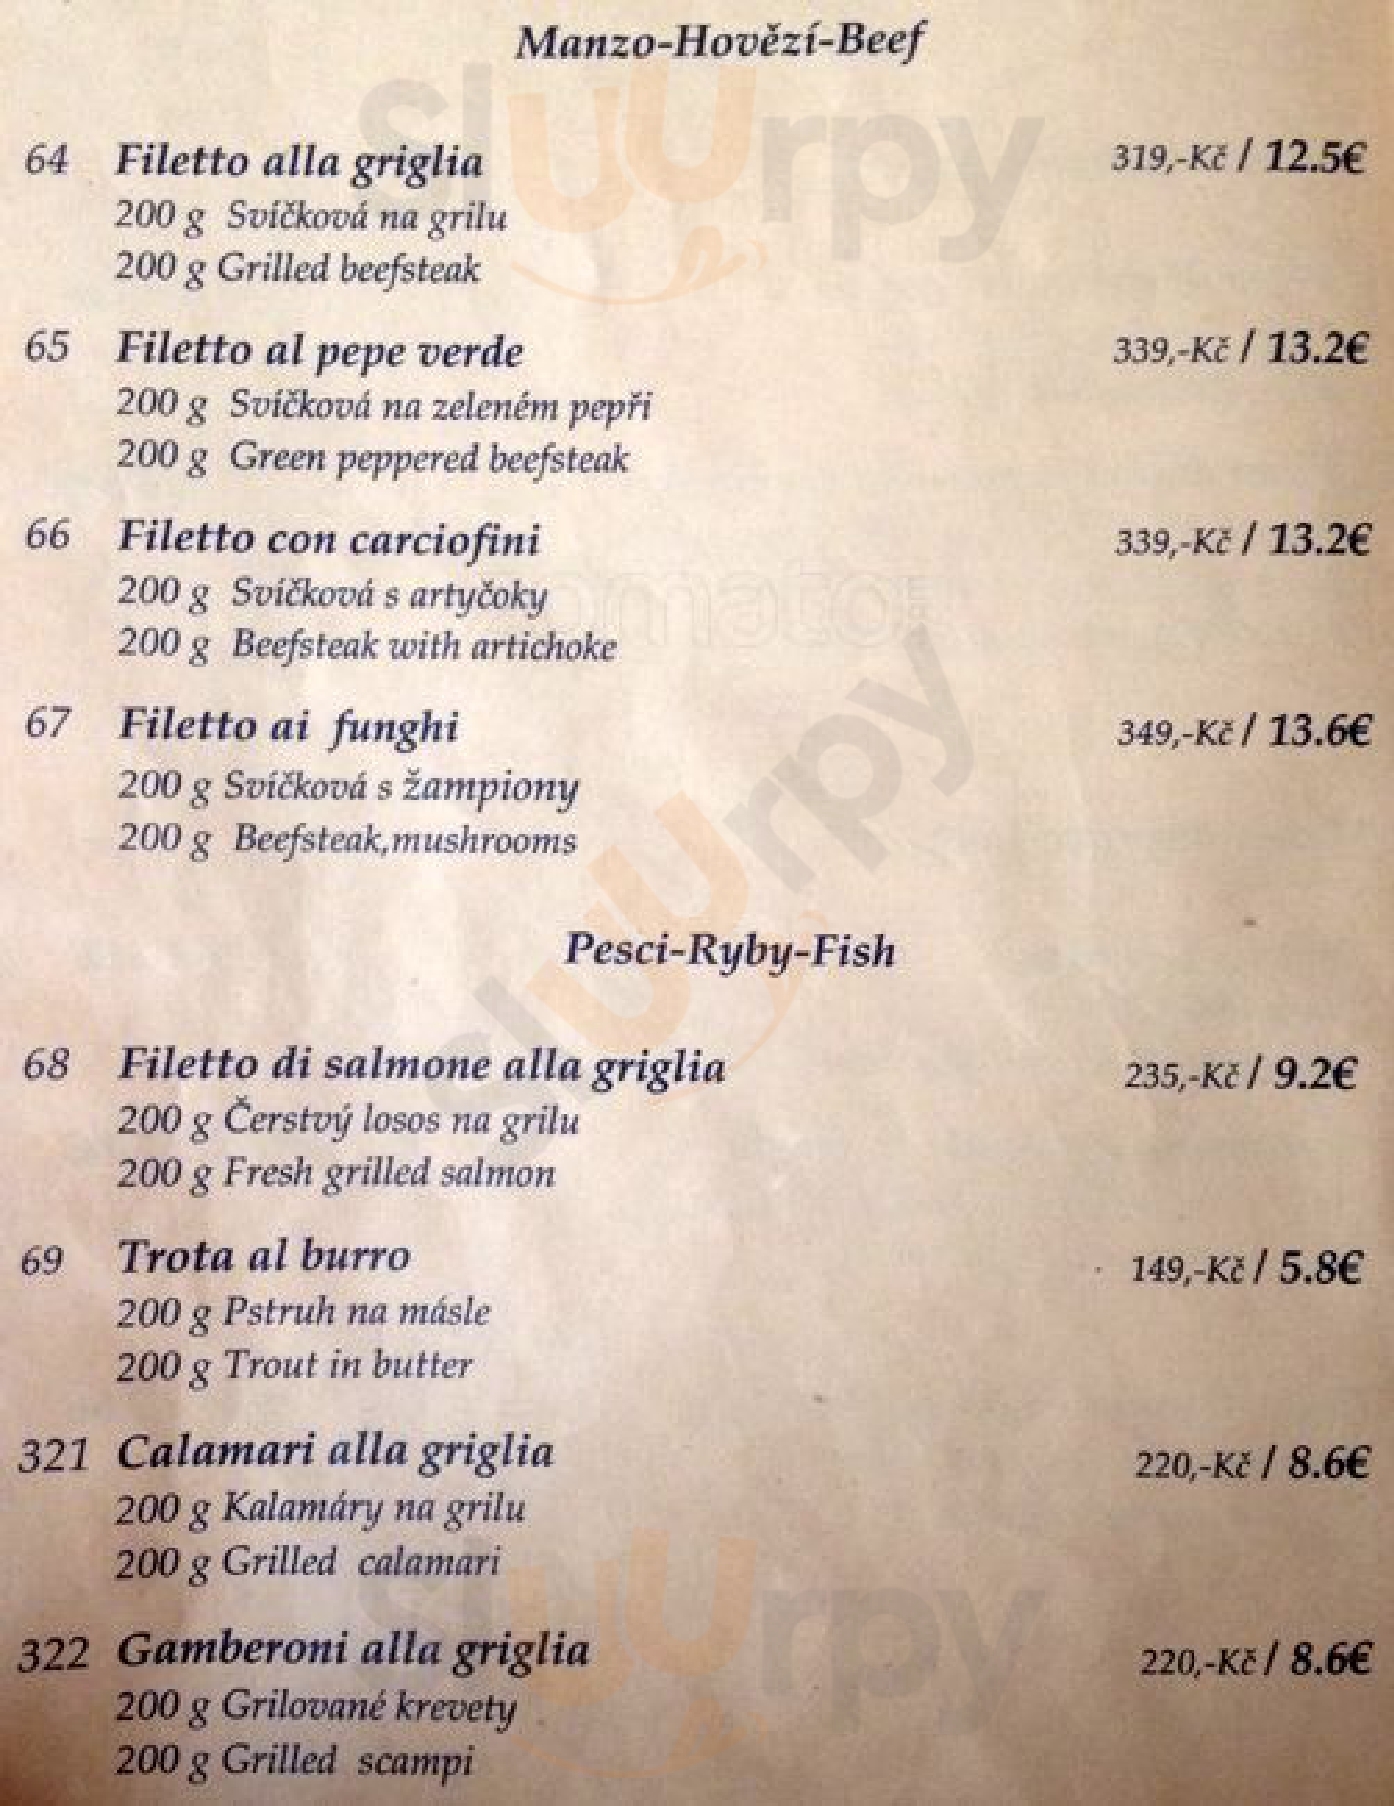 Manzo-Hovězí-Beef
64 Filetto alla griglia 319,-Kč / 12.5€
200 g Svíčková na grilu
200 g Grilled beefsteak
65 Filetto al pepe verde 339,-Kč / 13.2€
200 g Svíčková na zeleném pepři
200 g Green peppered beefsteak
66 Filetto con carciofini 339,-Kč / 13.2€
200 g Svíčková s artyčoky
200 g Beefsteak with artichoke
67 Filetto ai funghi 349,-Kč / 13.6€
200 g Svíčková s žampiony
200 g Beefsteak,mushrooms
Pesci-Ryby-Fish
68 Filetto di salmone alla griglia 235,-Kč / 9.2€
200 g Čerstvý losos na grilu
200 g Fresh grilled salmon
69 Trota al burro 149,-Kč / 5.8€
200 g Pstruh na másle
200 g Trout in butter
321 Calamari alla griglia 220,-Kč / 8.6€
200 g Kalamáry na grilu
200 g Grilled calamari
322 Gamberoni alla griglia 220,-Kč / 8.6€
200 g Grilované krevety
200 g Grilled scampi
sluurpy
sluurpy
sluurpy